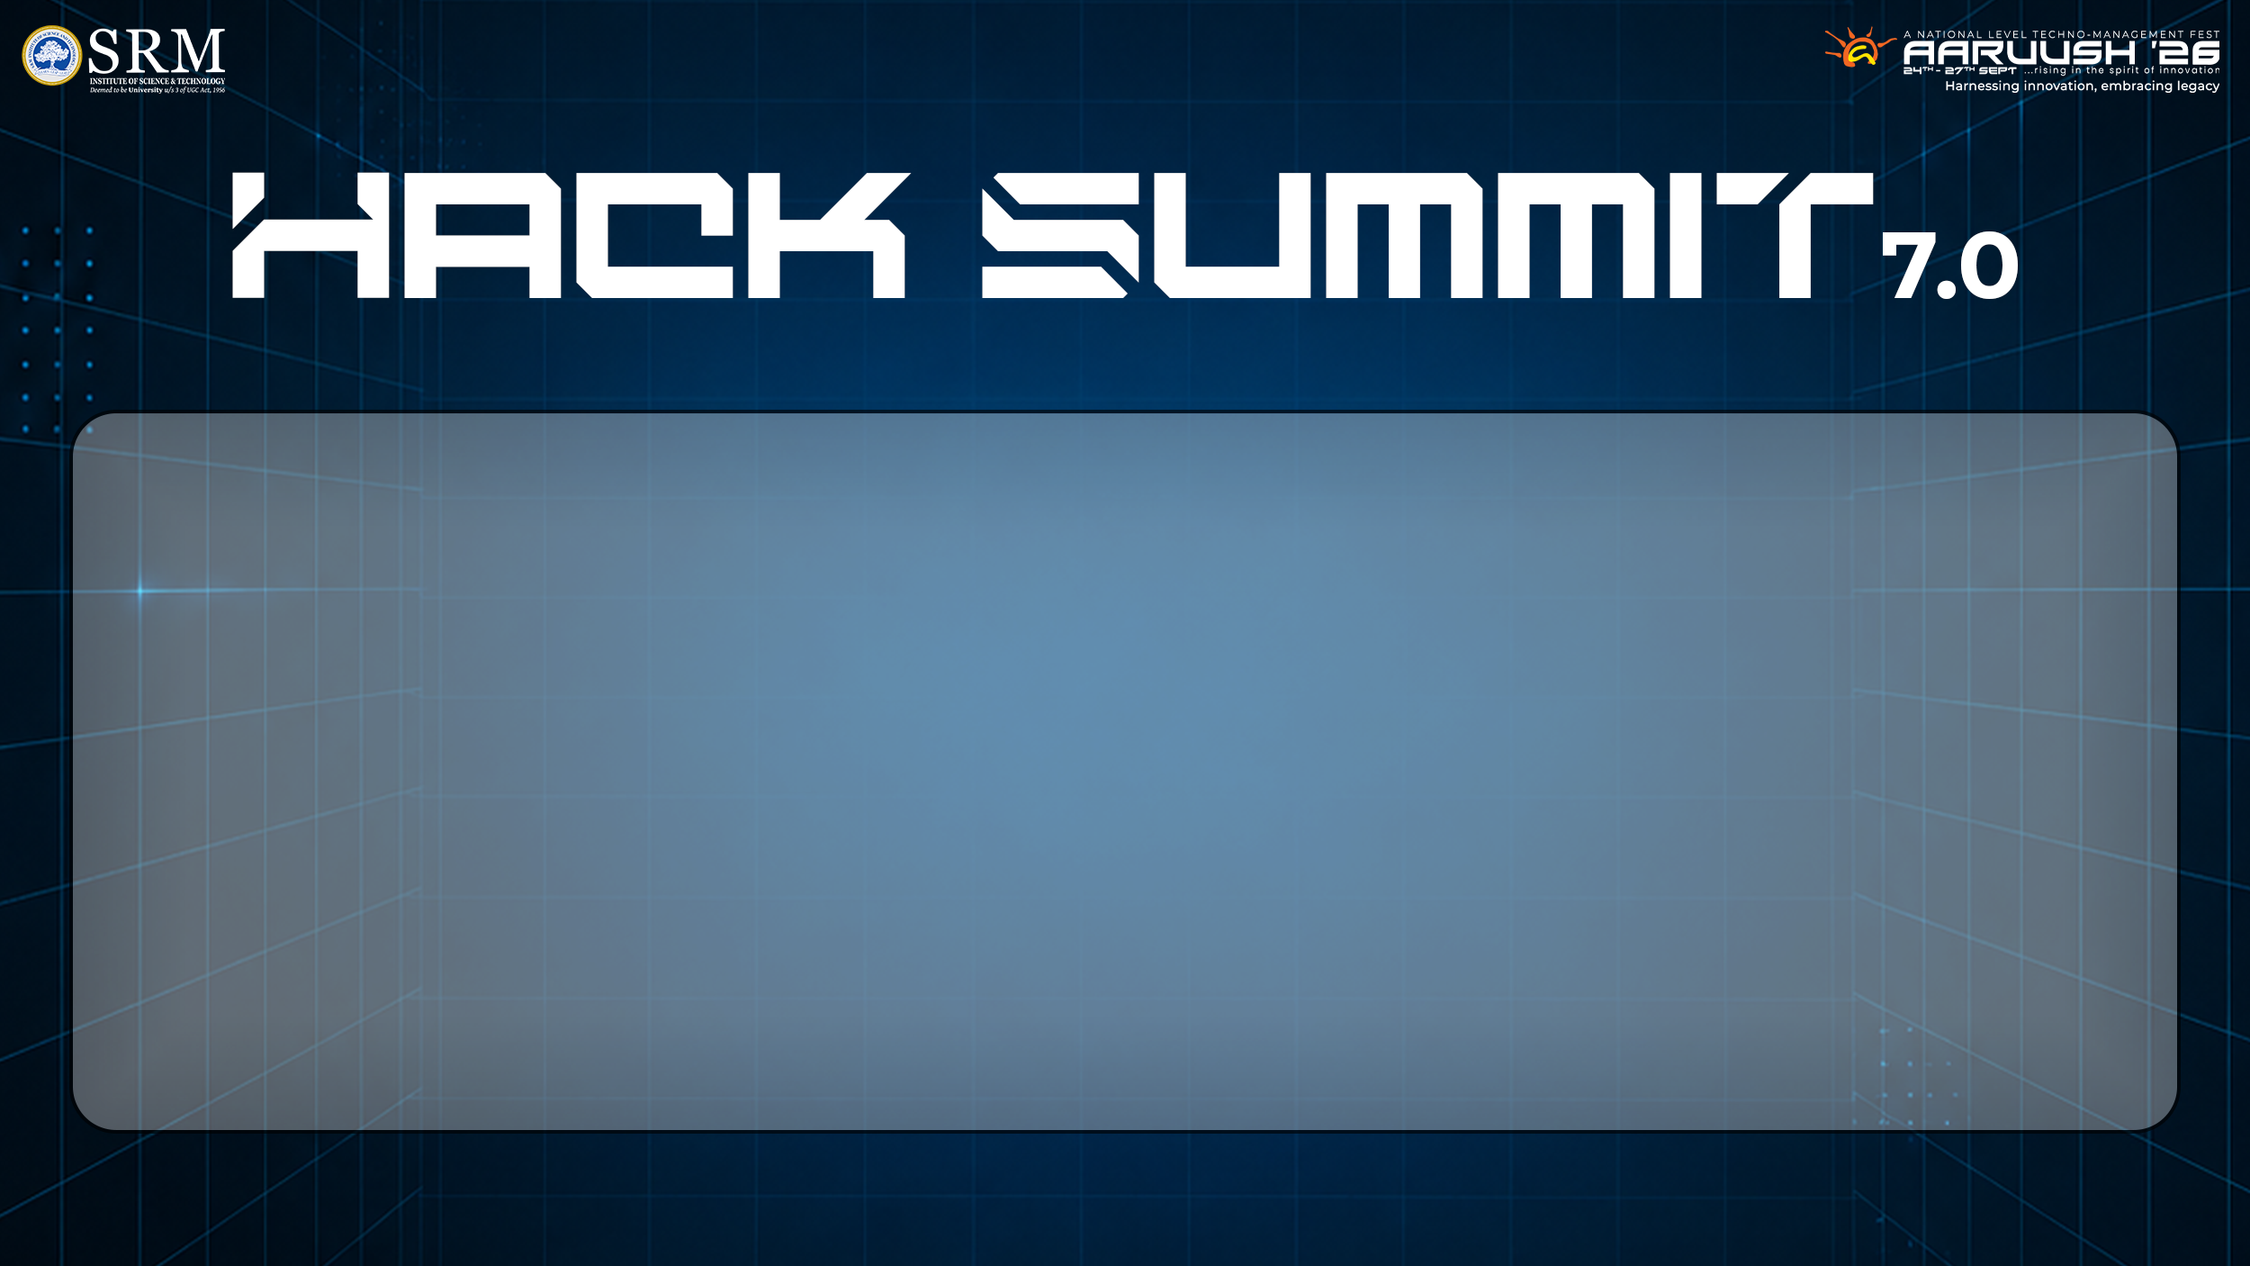 SRM
INSTITUTE OF SCIENCE & TECHNOLOGY
Deemed to be University u/s 3 of UGC Act, 1956
A NATIONAL LEVEL TECHNO-MANAGEMENT FEST
AARUUSH '26
24TH - 27TH SEPT ...rising in the spirit of innovation
Harnessing innovation, embracing legacy
HACK SUMMIT 7.0